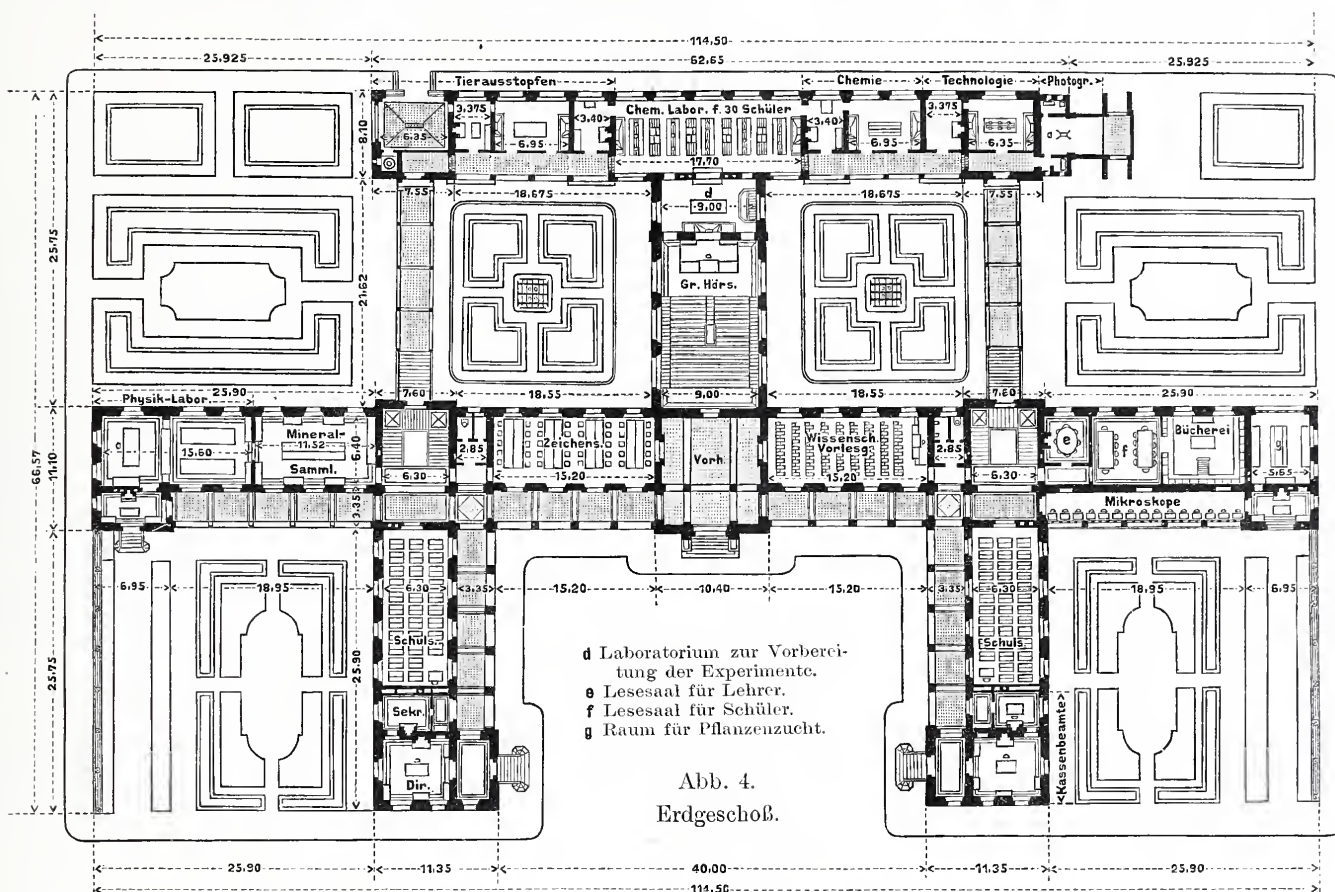 114.50
25.925 62.65 25.925
Tierausstopfen Chemie Technologie Photogr.
3,375 3,40 Chem. Labor. f. 30 Schüler 3,40 3,375
6.35 6.95 17.70 6.95 6.35
8.10
7.55 18.675 d 18.675 7.55
9,00
25.75
21.62
Gr. Hörs.
25.90 7.60 18.55 9,00 18.55 7.60 25.90
Physik-Labor.
Mineral-
11.52
Samml.
15.60
6.40
2,85
Zeichens.
15.20
Vorh.
Wissensch.
Vorlesg.
15.20
2,85
e
f
Bücherei
g
6.30 6.30 5.65
66.57
11.10
3.35
Mikroskope
6.95 18.95 6.30 3.35 15.20 10.40 15.20 3.35 6.30 18.95 6.95
Schuls. Schuls.
25.75
25.90
d Laboratorium zur Vorberei-
tung der Experimente.
e Lesesaal für Lehrer.
f Lesesaal für Schüler.
g Raum für Pflanzenzucht.
Sekr.
Dir.
Kassenbeamte
Abb. 4.
Erdgeschoß.
25.90 11.35 40.00 11.35 25.90
114.50